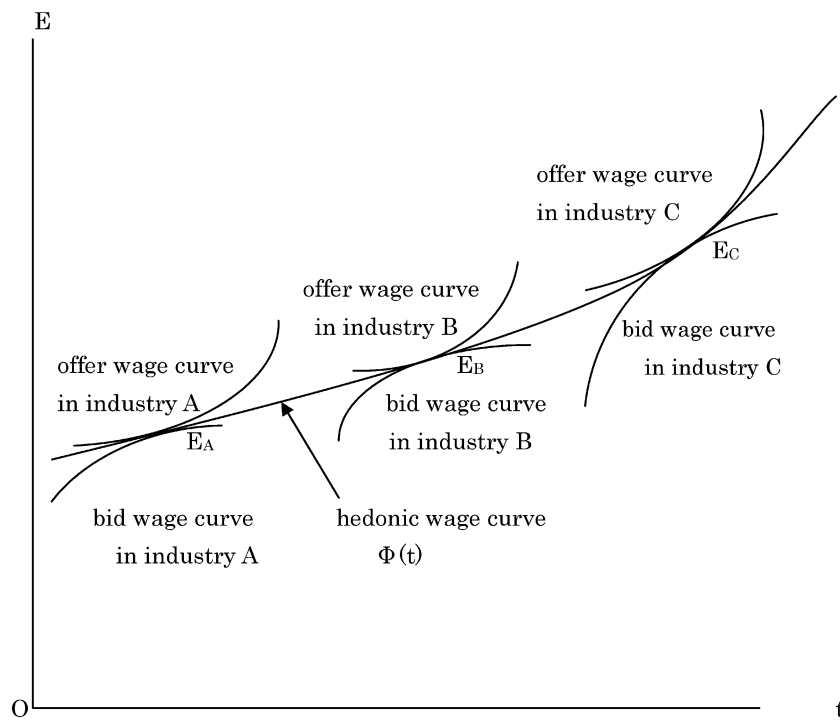 E
offer wage curve
in industry C
EC
offer wage curve
in industry B
bid wage curve
in industry C
offer wage curve
in industry A
EB
bid wage curve
in industry B
EA
bid wage curve
in industry A
hedonic wage curve
Φ(t)
O
t